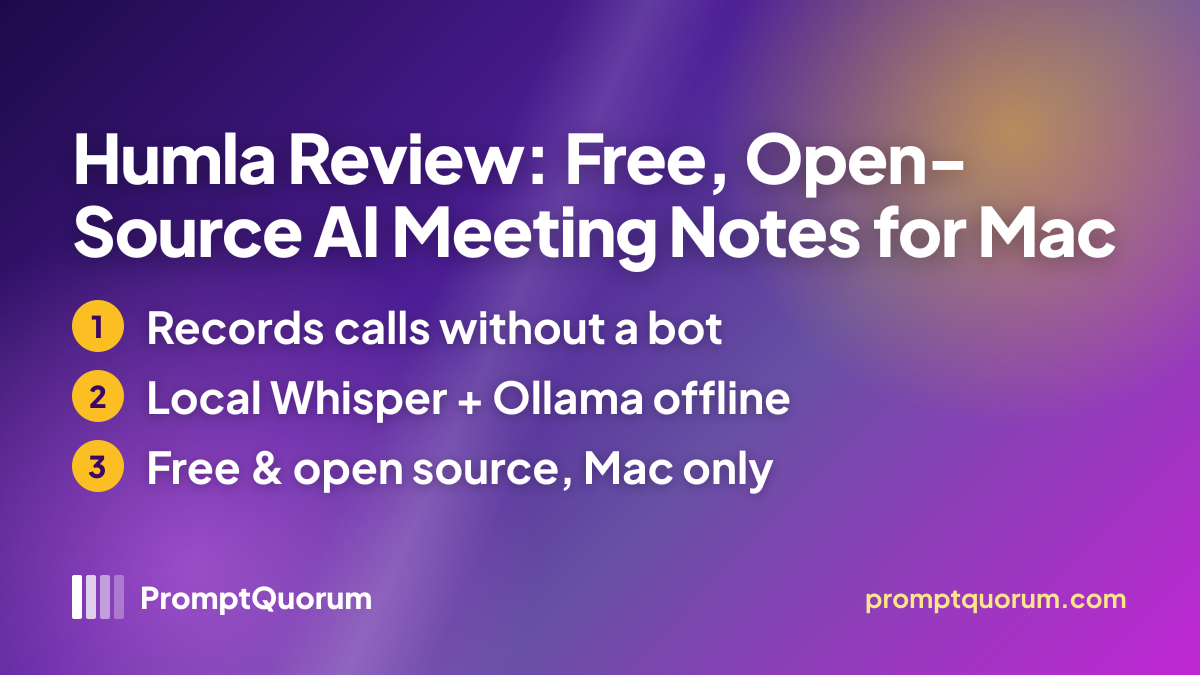 Humla Review: Free, Open-
Source AI Meeting Notes for Mac
1 Records calls without a bot
2 Local Whisper + Ollama offline
3 Free & open source, Mac only
PromptQuorum
promptquorum.com